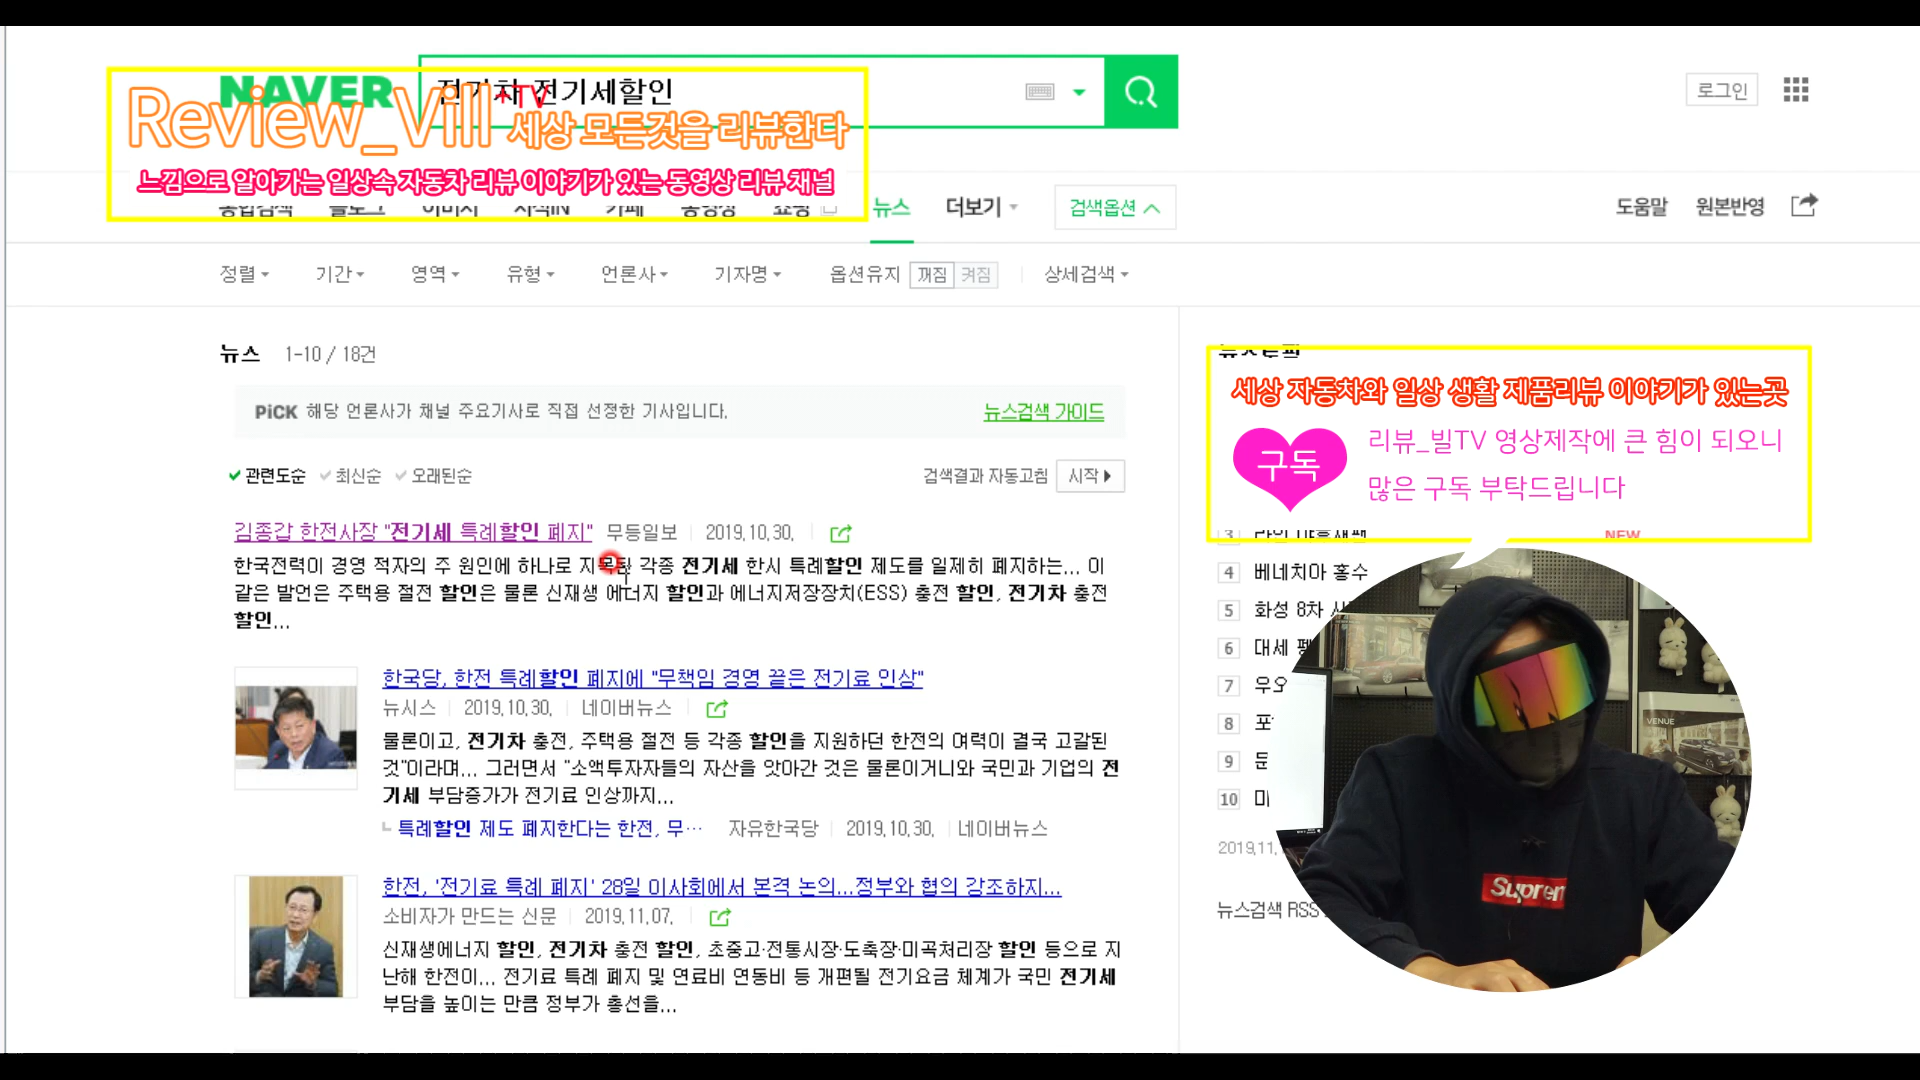 NAVER
전기차 전기세할인
로그인
Review_Vill +TV 세상 모든것을 리뷰한다
느낌으로 알아가는 일상속 자동차 리뷰 이야기가 있는 동영상 리뷰 채널
통합검색 블로그 이미지 지식iN 카페 동영상 쇼핑 뉴스 더보기 검색옵션 도움말 원본반영
정렬 기간 영역 유형 언론사 기자명 옵션유지 꺼짐 켜짐 상세검색
뉴스 1-10 / 18건
PiCK 해당 언론사가 채널 주요기사로 직접 선정한 기사입니다. 뉴스검색 가이드
관련도순 최신순 오래된순 검색결과 자동고침 시작
김종갑 한전사장 "전기세 특례할인 폐지" 무등일보 2019.10.30.
한국전력이 경영 적자의 주 원인에 하나로 지목된 각종 전기세 한시 특례할인 제도를 일제히 폐지하는... 이
같은 발언은 주택용 절전 할인은 물론 신재생 에너지 할인과 에너지저장장치(ESS) 충전 할인, 전기차 충전
할인...
한국당, 한전 특례할인 폐지에 "무책임 경영 끝은 전기료 인상"
뉴시스 2019.10.30. 네이버뉴스
물론이고, 전기차 충전, 주택용 절전 등 각종 할인을 지원하던 한전의 여력이 결국 고갈된
것"이라며... 그러면서 "소액투자자들의 자산을 앗아간 것은 물론이거니와 국민과 기업의 전
기세 부담증가가 전기료 인상까지...
특례할인 제도 폐지한다는 한전, 무… 자유한국당 2019.10.30. 네이버뉴스
한전, '전기료 특례 폐지' 28일 이사회에서 본격 논의...정부와 협의 강조하지...
소비자가 만드는 신문 2019.11.07.
신재생에너지 할인, 전기차 충전 할인, 초중고·전통시장·도축장·미곡처리장 할인 등으로 지
난해 한전이... 전기료 특례 폐지 및 연료비 연동비 등 개편될 전기요금 체계가 국민 전기세
부담을 높이는 만큼 정부가 총선을...
세상 자동차와 일상 생활 제품리뷰 이야기가 있는곳
구독
리뷰_빌TV 영상제작에 큰 힘이 되오니
많은 구독 부탁드립니다
3 NEW
4 베네치아 홍수
5 화성 8차
6 대세
7 우오
8
9
10
2019.11.
뉴스검색 RSS
VENUE
Suprem